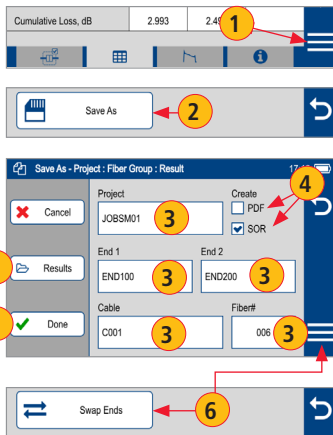 Cumulative Loss, dB 2.993 2.49
1
Save As
2
Save As - Project : Fiber Group : Result 17
4
Project Create
Cancel JOBSM01 3 PDF
SOR
End 1 End 2
Results END100 3 END200 3
Cable Fiber#
Done C001 3 006 3
Swap Ends 6